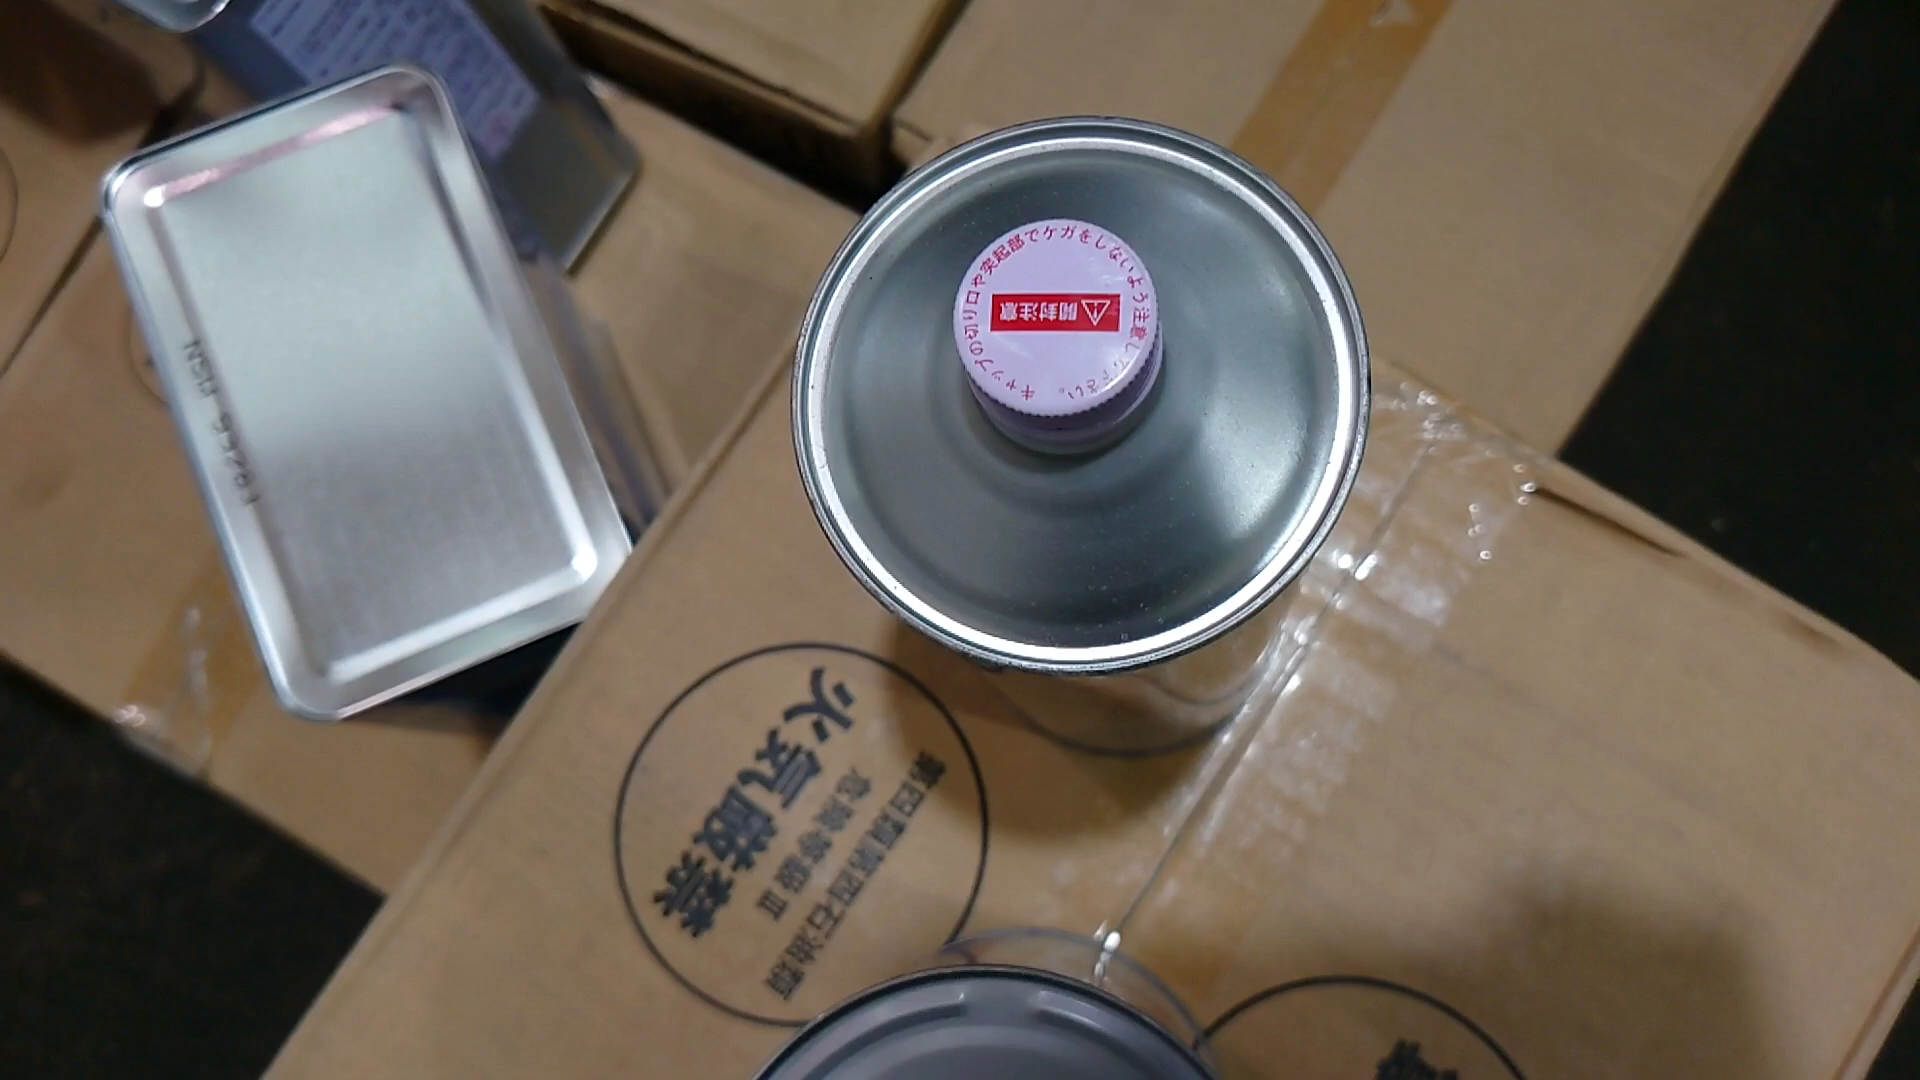 キャップの切り口や突起部でケガをしないよう注意して下さい。
⚠開封注意
火気厳禁
危険等級Ⅲ
第四類第四石油類